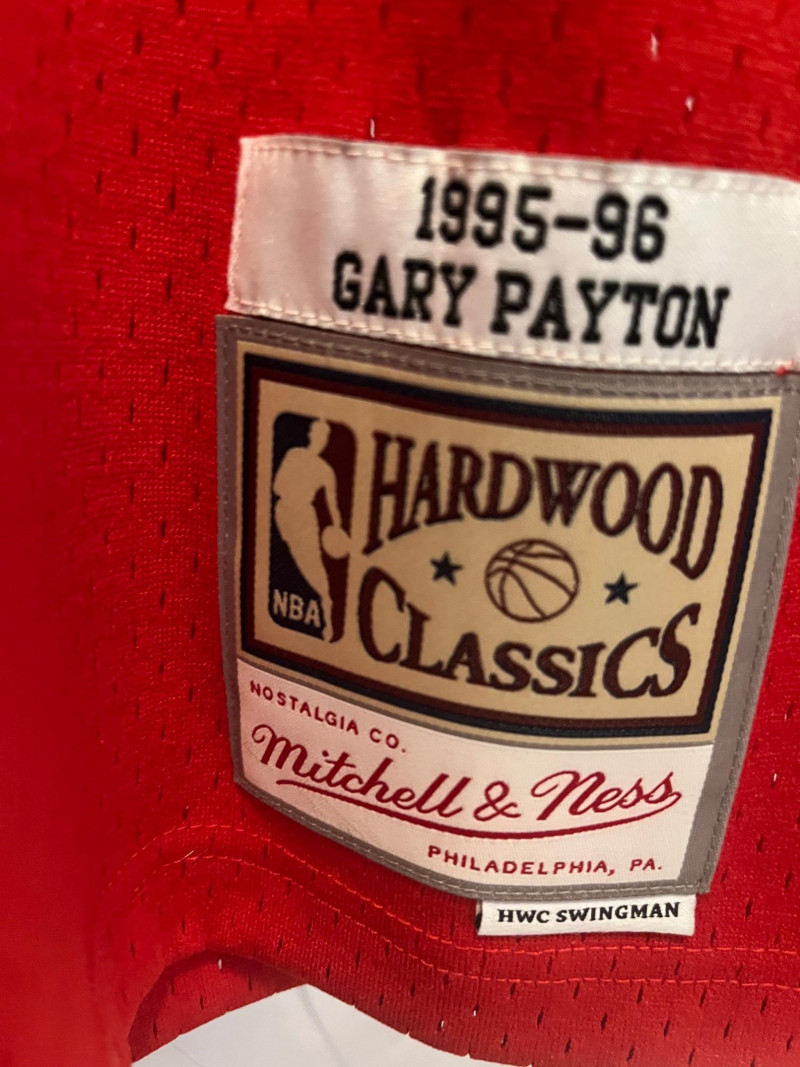 1995-96
GARY PAYTON
HARDWOOD
CLASSICS
NBA
NOSTALGIA CO.
Mitchell & Ness
PHILADELPHIA, PA.
HWC SWINGMAN